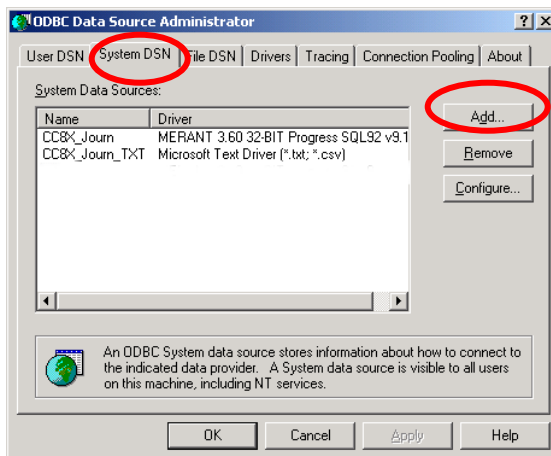 ODBC Data Source Administrator
User DSN System DSN File DSN Drivers Tracing Connection Pooling About
System Data Sources:
Name Driver
CC8X_Journ MERANT 3.60 32-BIT Progress SQL92 v9.1
CC8X_Journ_TXT Microsoft Text Driver (*.txt; *.csv)
Add...
Remove
Configure...
An ODBC System data source stores information about how to connect to
the indicated data provider. A System data source is visible to all users
on this machine, including NT services.
OK Cancel Apply Help